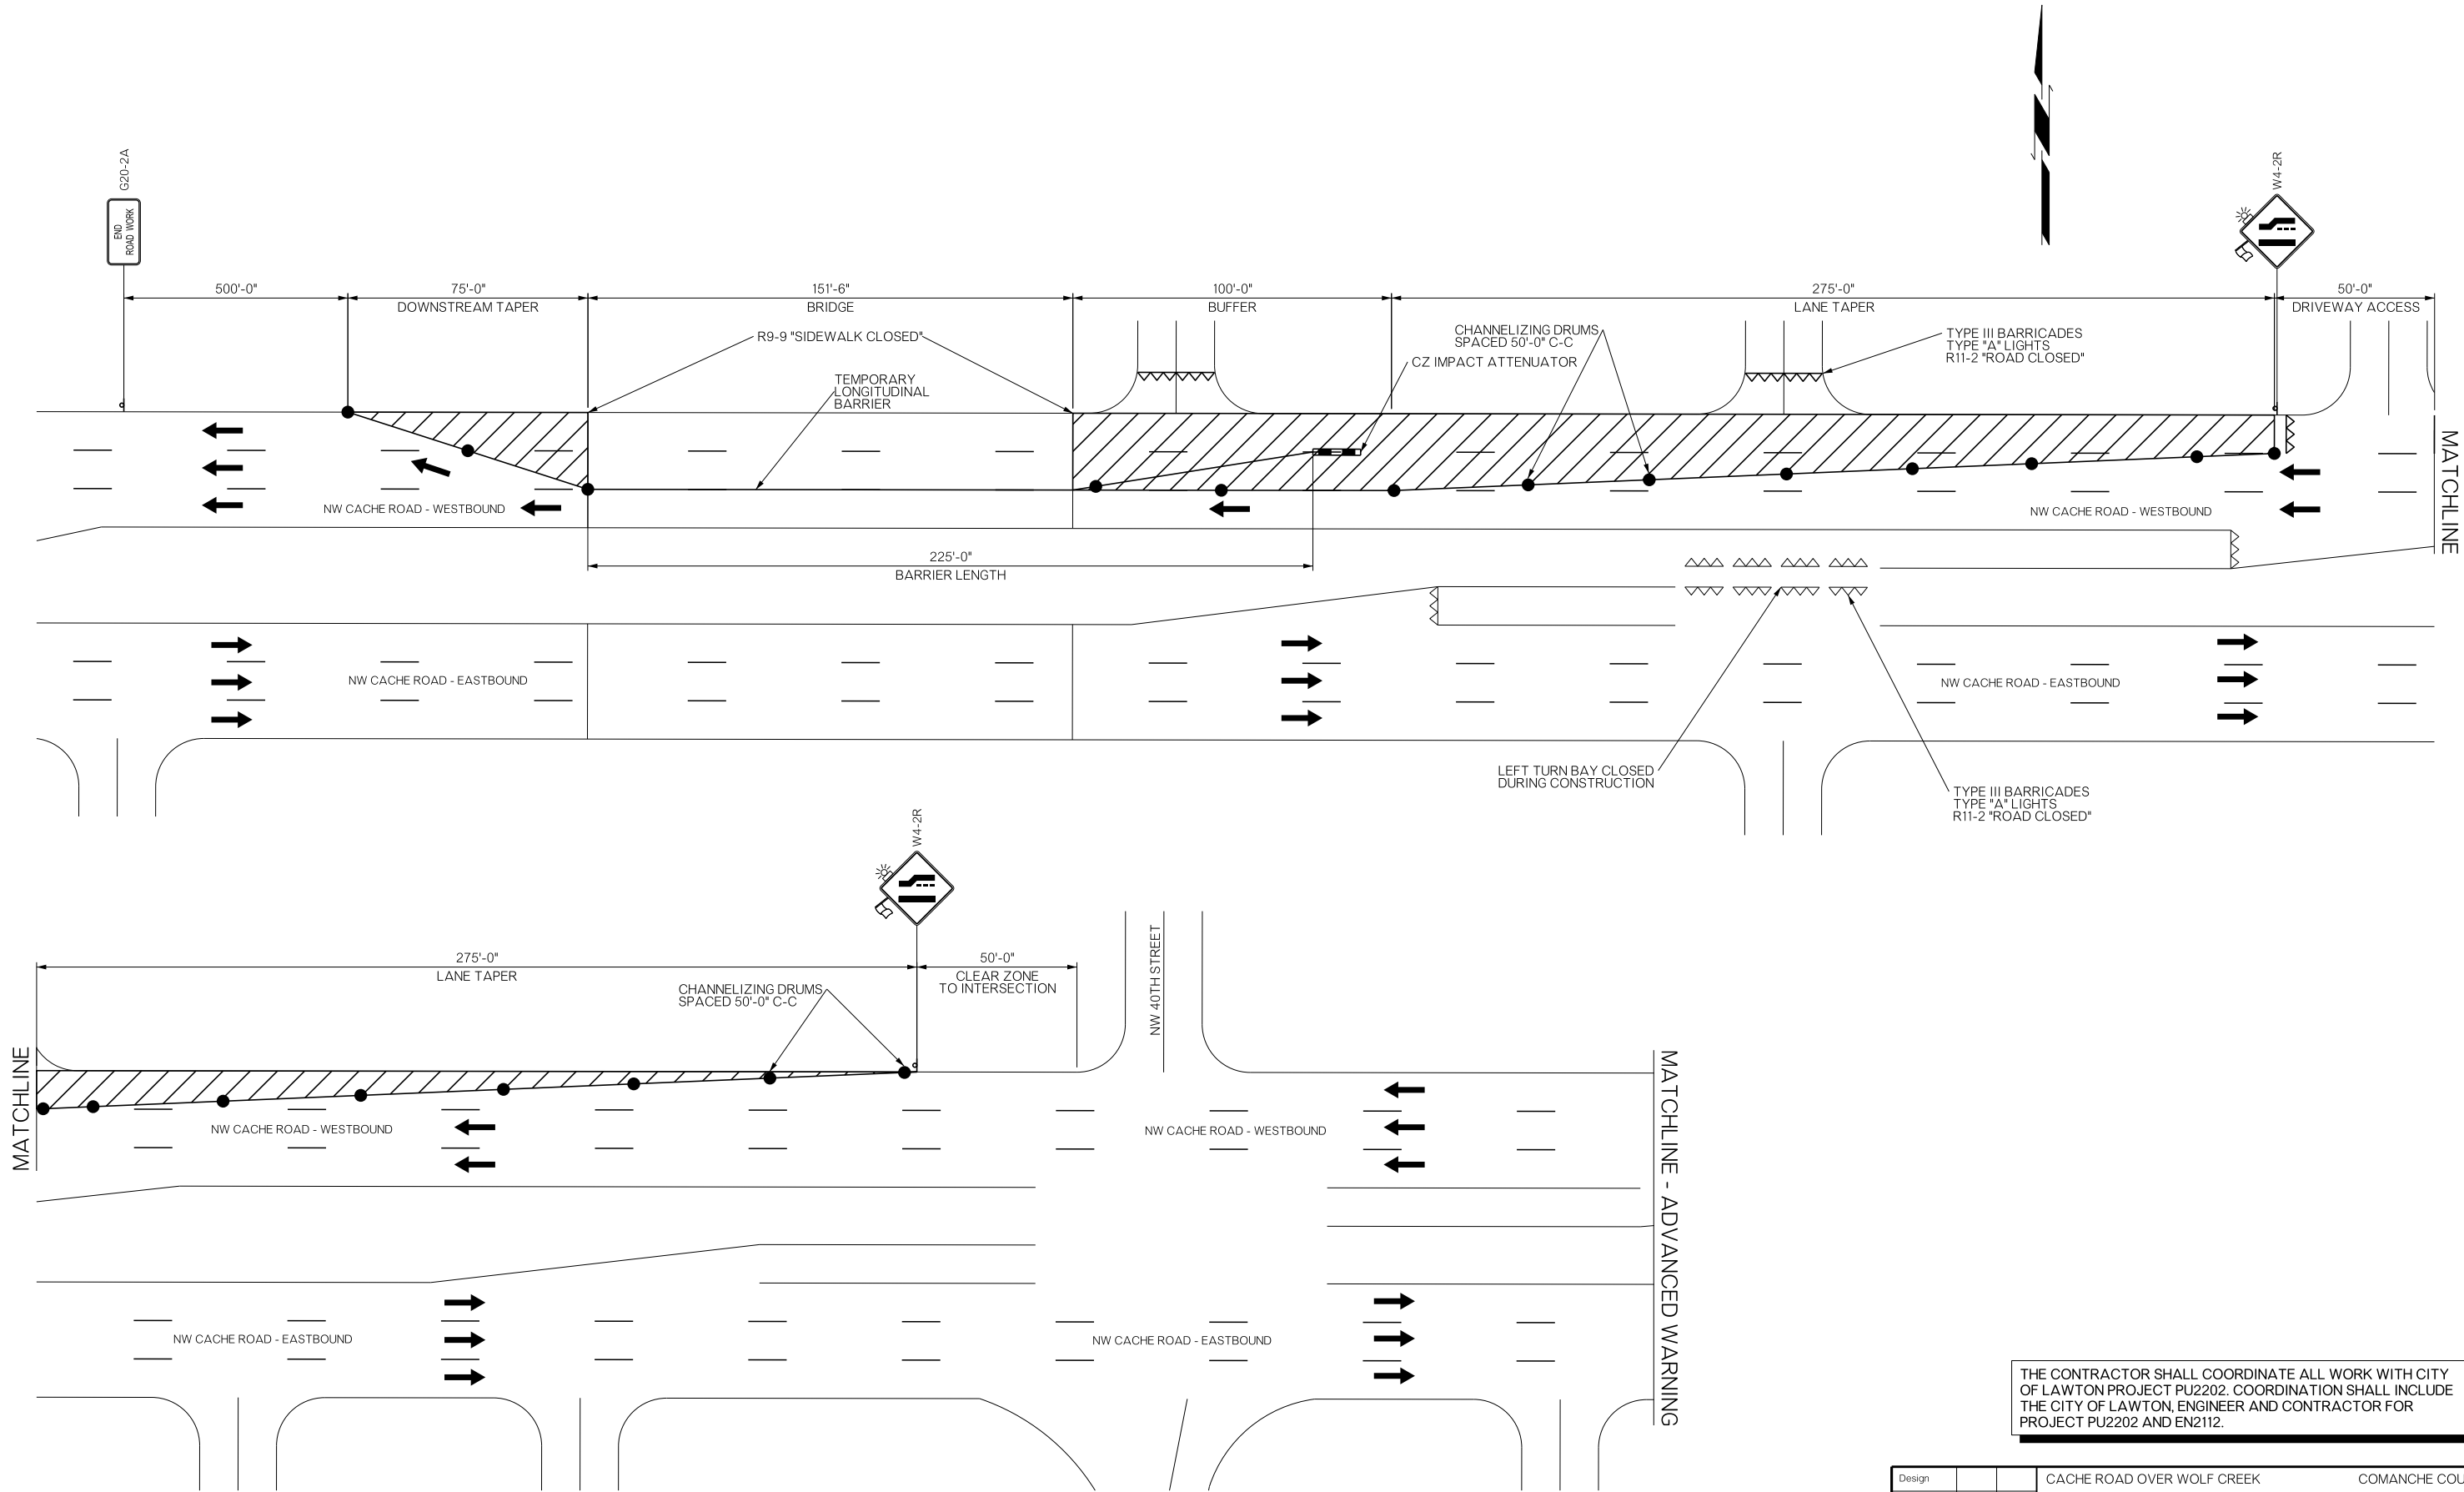 G20-2A
END
ROAD WORK
W4-2R
500'-0"
75'-0"
DOWNSTREAM TAPER
151'-6"
BRIDGE
100'-0"
BUFFER
275'-0"
LANE TAPER
50'-0"
DRIVEWAY ACCESS
R9-9 "SIDEWALK CLOSED"
CHANNELIZING DRUMS
SPACED 50'-0" C-C
CZ IMPACT ATTENUATOR
TYPE III BARRICADES
TYPE "A" LIGHTS
R11-2 "ROAD CLOSED"
TEMPORARY
LONGITUDINAL
BARRIER
MATCHLINE
NW CACHE ROAD - WESTBOUND
NW CACHE ROAD - WESTBOUND
225'-0"
BARRIER LENGTH
NW CACHE ROAD - EASTBOUND
NW CACHE ROAD - EASTBOUND
LEFT TURN BAY CLOSED
DURING CONSTRUCTION
TYPE III BARRICADES
TYPE "A" LIGHTS
R11-2 "ROAD CLOSED"
W4-2R
275'-0"
LANE TAPER
50'-0"
CLEAR ZONE
TO INTERSECTION
CHANNELIZING DRUMS
SPACED 50'-0" C-C
NW 40TH STREET
MATCHLINE
MATCHLINE - ADVANCED WARNING
NW CACHE ROAD - WESTBOUND
NW CACHE ROAD - WESTBOUND
NW CACHE ROAD - EASTBOUND
NW CACHE ROAD - EASTBOUND
THE CONTRACTOR SHALL COORDINATE ALL WORK WITH CITY
OF LAWTON PROJECT PU2202. COORDINATION SHALL INCLUDE
THE CITY OF LAWTON, ENGINEER AND CONTRACTOR FOR
PROJECT PU2202 AND EN2112.
Design
CACHE ROAD OVER WOLF CREEK
COMANCHE COU